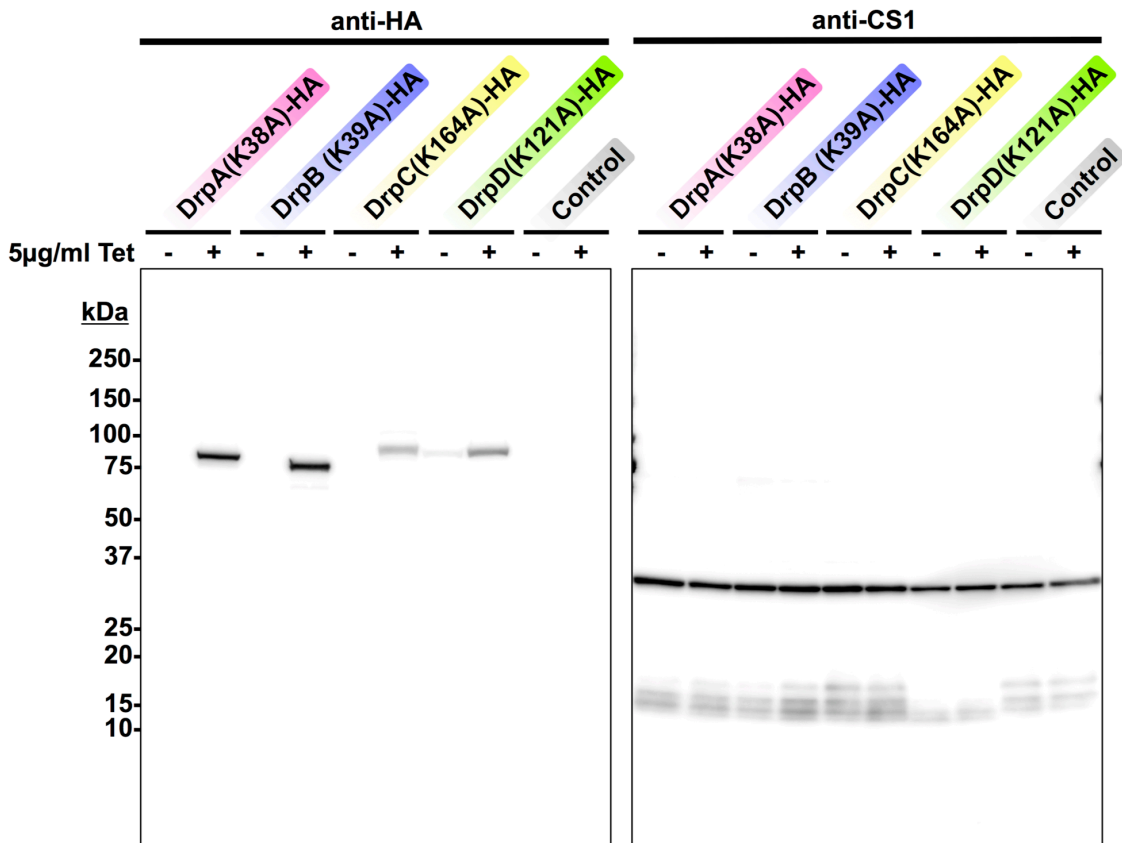 anti-HA
anti-CS1
DrpA(K38A)-HA
DrpB (K39A)-HA
DrpC(K164A)-HA
DrpD(K121A)-HA
Control
DrpA(K38A)-HA
DrpB (K39A)-HA
DrpC(K164A)-HA
DrpD(K121A)-HA
Control
5µg/ml Tet - + - + - + - + - + - + - + - + - + - +
kDa
250
150
100
75
50
37
25
20
15
10